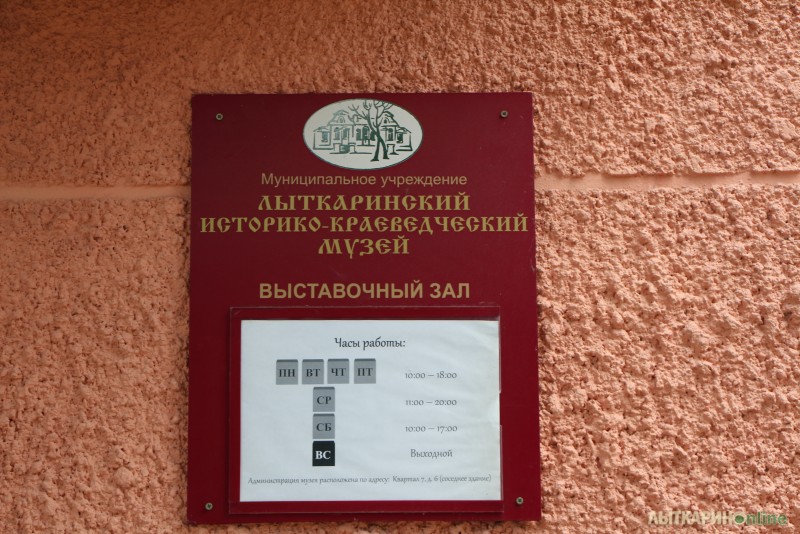 Муниципальное учреждение
ЛЫТКАРИНСКИЙ
ИСТОРИКО-КРАЕВЕДЧЕСКИЙ
МУЗЕЙ
ВЫСТАВОЧНЫЙ ЗАЛ
Часы работы:
ПН ВТ ЧТ ПТ 10:00 – 18:00
СР 11:00 – 20:00
СБ 10:00 – 17:00
ВС Выходной
Администрация музея расположена по адресу: Квартал 7, д. 6 (соседнее здание)
ЛЫТКАРИНОonline